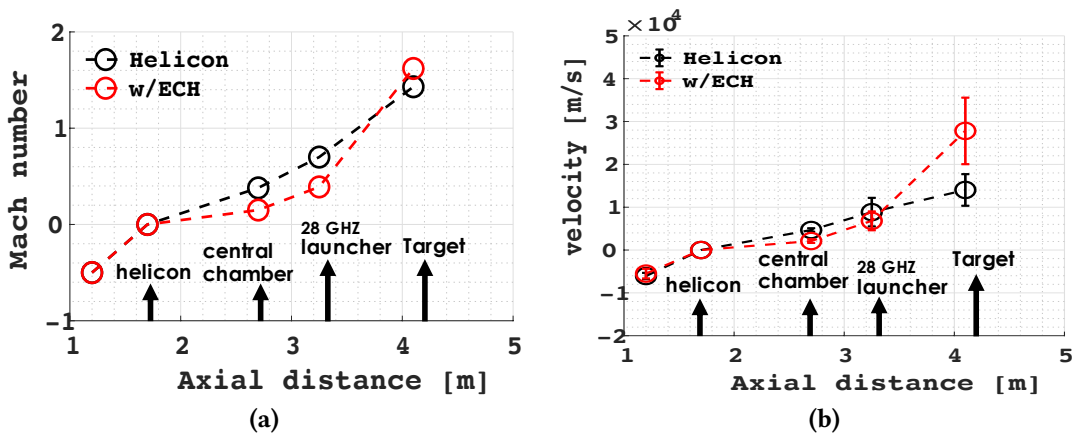 (a)
Mach number
2
1
0
−1
Helicon
w/ECH
helicon
central
chamber
28 GHZ
launcher
Target
1
2
3
4
5
Axial distance [m]
(b)
velocity [m/s]
×10⁴
5
4
3
2
1
0
−1
−2
Helicon
w/ECH
helicon
central
chamber
28 GHZ
launcher
Target
1
2
3
4
5
Axial distance [m]